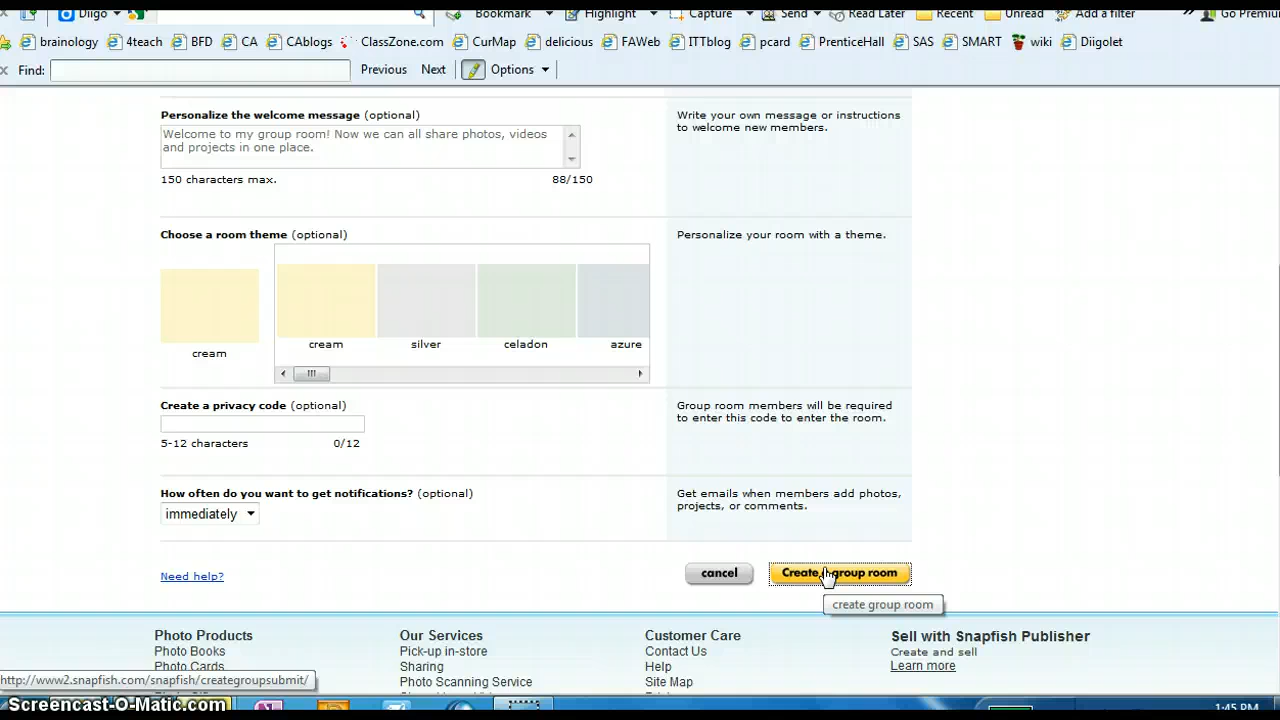 Diigo Bookmark Highlight Capture Send Read Later Recent Unread Add a filter » Go Premium
brainology 4teach BFD CA CAblogs ClassZone.com CurMap delicious FAWeb ITTblog pcard PrenticeHall SAS SMART wiki Diigolet
x Find: Previous Next Options
Personalize the welcome message (optional)
Welcome to my group room! Now we can all share photos, videos
and projects in one place.
150 characters max. 88/150
Write your own message or instructions
to welcome new members.
Choose a room theme (optional)
Personalize your room with a theme.
cream
cream silver celadon azure
Create a privacy code (optional)
5-12 characters 0/12
Group room members will be required
to enter this code to enter the room.
How often do you want to get notifications? (optional)
immediately
Get emails when members add photos,
projects, or comments.
Need help?
cancel Create group room
create group room
Photo Products
Photo Books
Photo Cards
Our Services
Pick-up in-store
Sharing
Photo Scanning Service
Customer Care
Contact Us
Help
Site Map
Sell with Snapfish Publisher
Create and sell
Learn more
http://www2.snapfish.com/snapfish/creategroupsubmit/
Screencast-O-Matic.com
1:45 PM